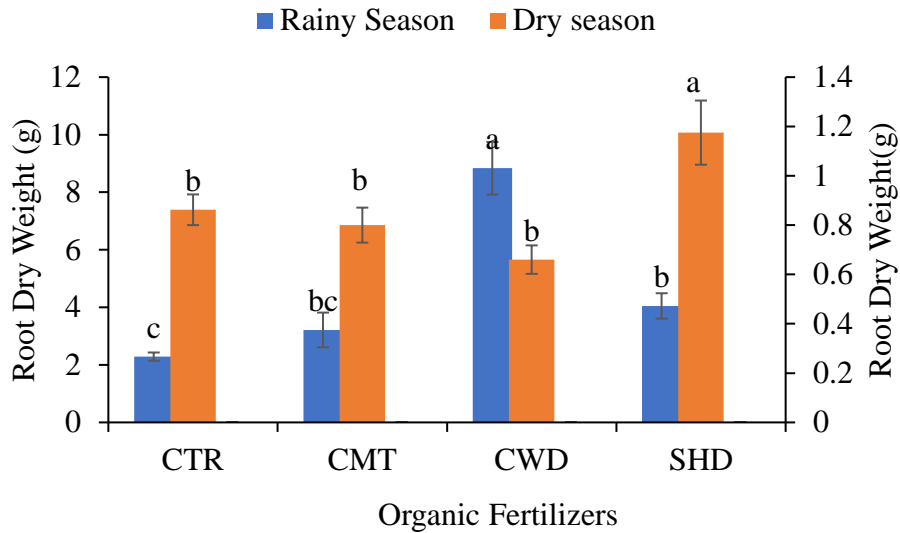 Rainy Season Dry season
Root Dry Weight (g)
12
10
8
6
4
2
0
1.4
1.2
1
0.8
0.6
0.4
0.2
0
Root Dry Weight(g)
c b
bc b
a b
b a
CTR CMT CWD SHD
Organic Fertilizers